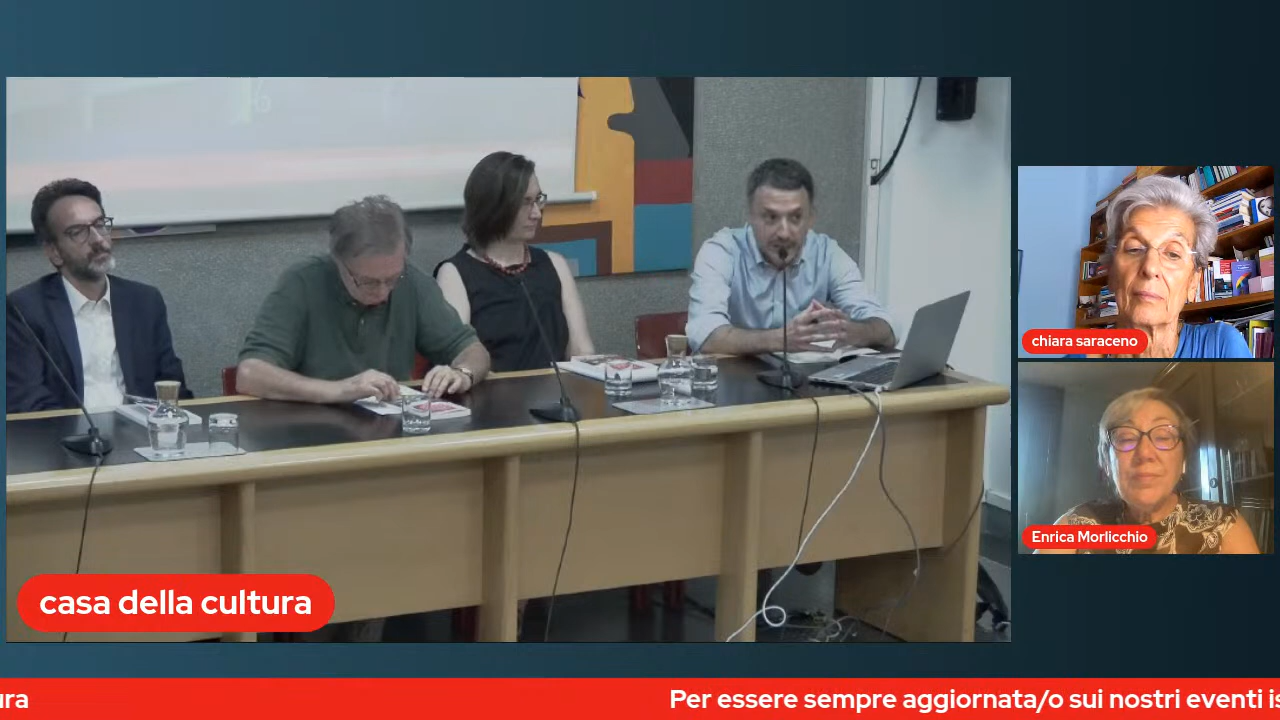 chiara saraceno
Enrica Morlicchio
casa della cultura
ura
Per essere sempre aggiornata/o sui nostri eventi is